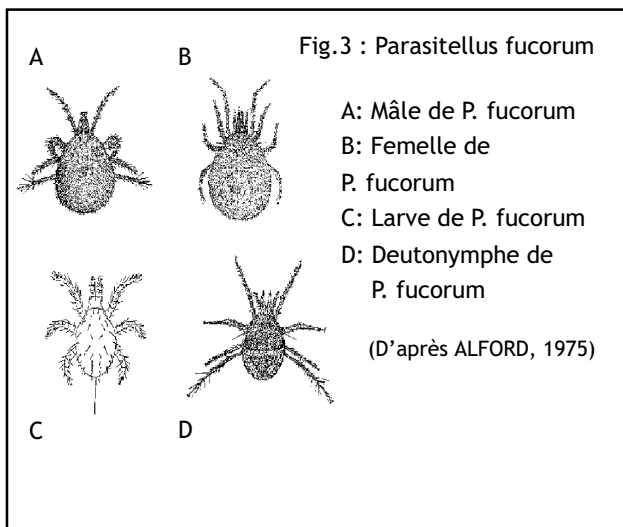 Fig.3 : Parasitellus fucorum
A
B
A: Mâle de P. fucorum
B: Femelle de
P. fucorum
C: Larve de P. fucorum
D: Deutonymphe de
P. fucorum
(D'après ALFORD, 1975)
C
D